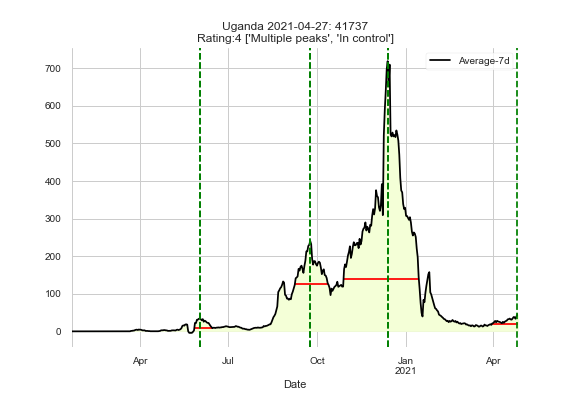 Uganda 2021-04-27: 41737
Rating:4 ['Multiple peaks', 'In control']
Average-7d
700
600
500
400
300
200
100
0
Apr
Jul
Oct
Jan
2021
Apr
Date